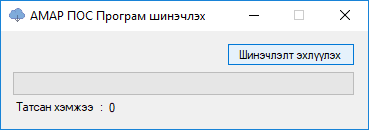 АМАР ПОС Програм шинэчлэх
Шинэчлэлт эхлүүлэх
Татсан хэмжээ : 0